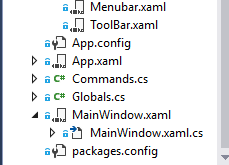 Menubar.xaml
ToolBar.xaml
App.config
App.xaml
C# Commands.cs
C# Globals.cs
MainWindow.xaml
MainWindow.xaml.cs
packages.config